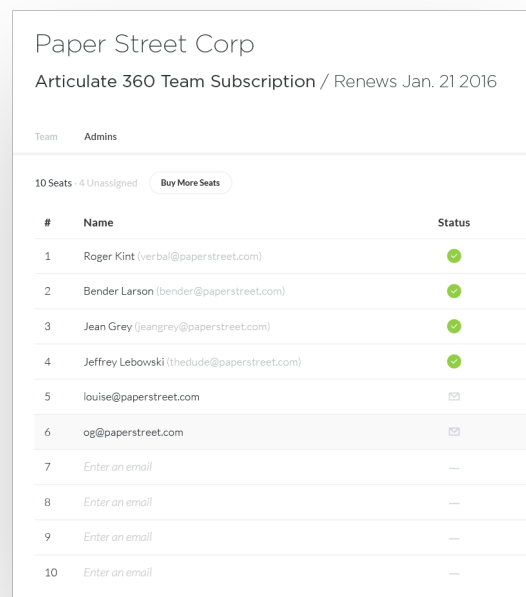 Paper Street Corp
Articulate 360 Team Subscription / Renews Jan. 21 2016
Team Admins
10 Seats · 4 Unassigned Buy More Seats
# Name Status
1 Roger Kint (verbal@paperstreet.com)
2 Bender Larson (bender@paperstreet.com)
3 Jean Grey (jeangrey@paperstreet.com)
4 Jeffrey Lebowski (thedude@paperstreet.com)
5 louise@paperstreet.com
6 og@paperstreet.com
7 Enter an email —
8 Enter an email —
9 Enter an email —
10 Enter an email —